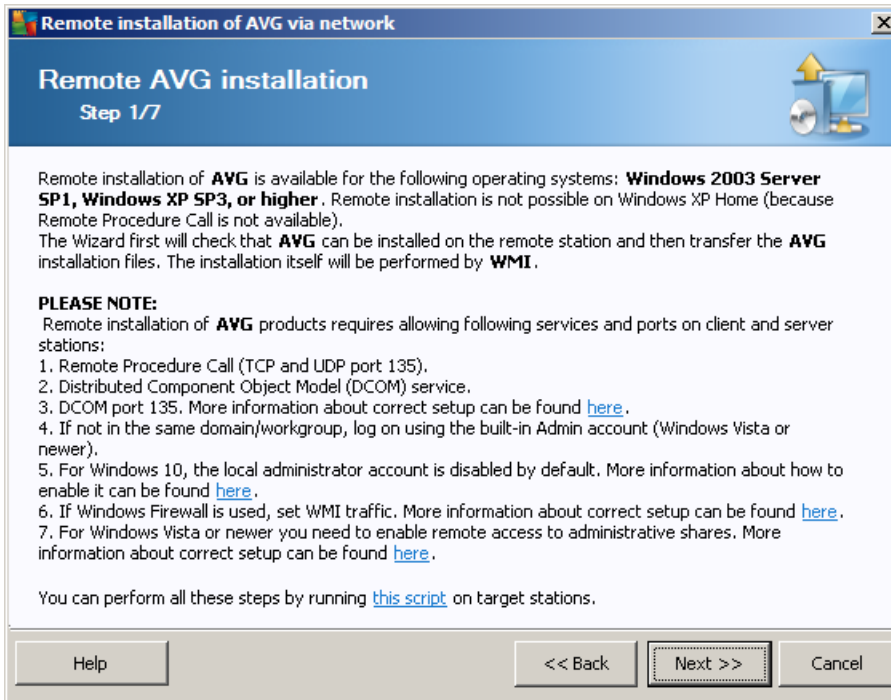 Remote installation of AVG via network
Remote AVG installation
Step 1/7
Remote installation of AVG is available for the following operating systems: Windows 2003 Server
SP1, Windows XP SP3, or higher. Remote installation is not possible on Windows XP Home (because
Remote Procedure Call is not available).
The Wizard first will check that AVG can be installed on the remote station and then transfer the AVG
installation files. The installation itself will be performed by WMI.
PLEASE NOTE:
Remote installation of AVG products requires allowing following services and ports on client and server
stations:
1. Remote Procedure Call (TCP and UDP port 135).
2. Distributed Component Object Model (DCOM) service.
3. DCOM port 135. More information about correct setup can be found here.
4. If not in the same domain/workgroup, log on using the built-in Admin account (Windows Vista or
newer).
5. For Windows 10, the local administrator account is disabled by default. More information about how to
enable it can be found here.
6. If Windows Firewall is used, set WMI traffic. More information about correct setup can be found here.
7. For Windows Vista or newer you need to enable remote access to administrative shares. More
information about correct setup can be found here.
You can perform all these steps by running this script on target stations.
Help
<< Back
Next >>
Cancel